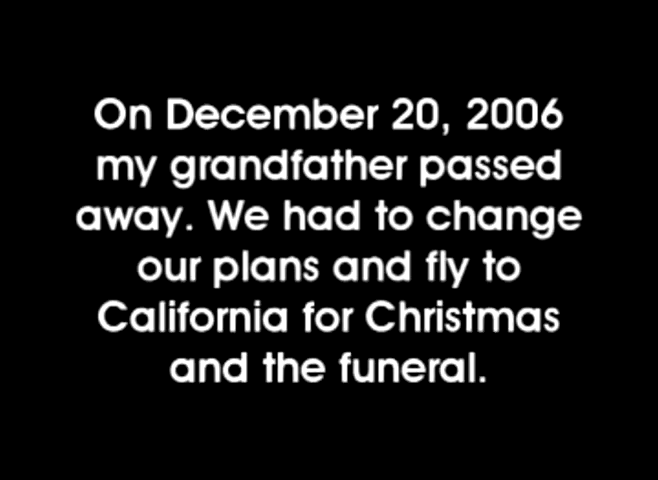 On December 20, 2006
my grandfather passed
away. We had to change
our plans and fly to
California for Christmas
and the funeral.